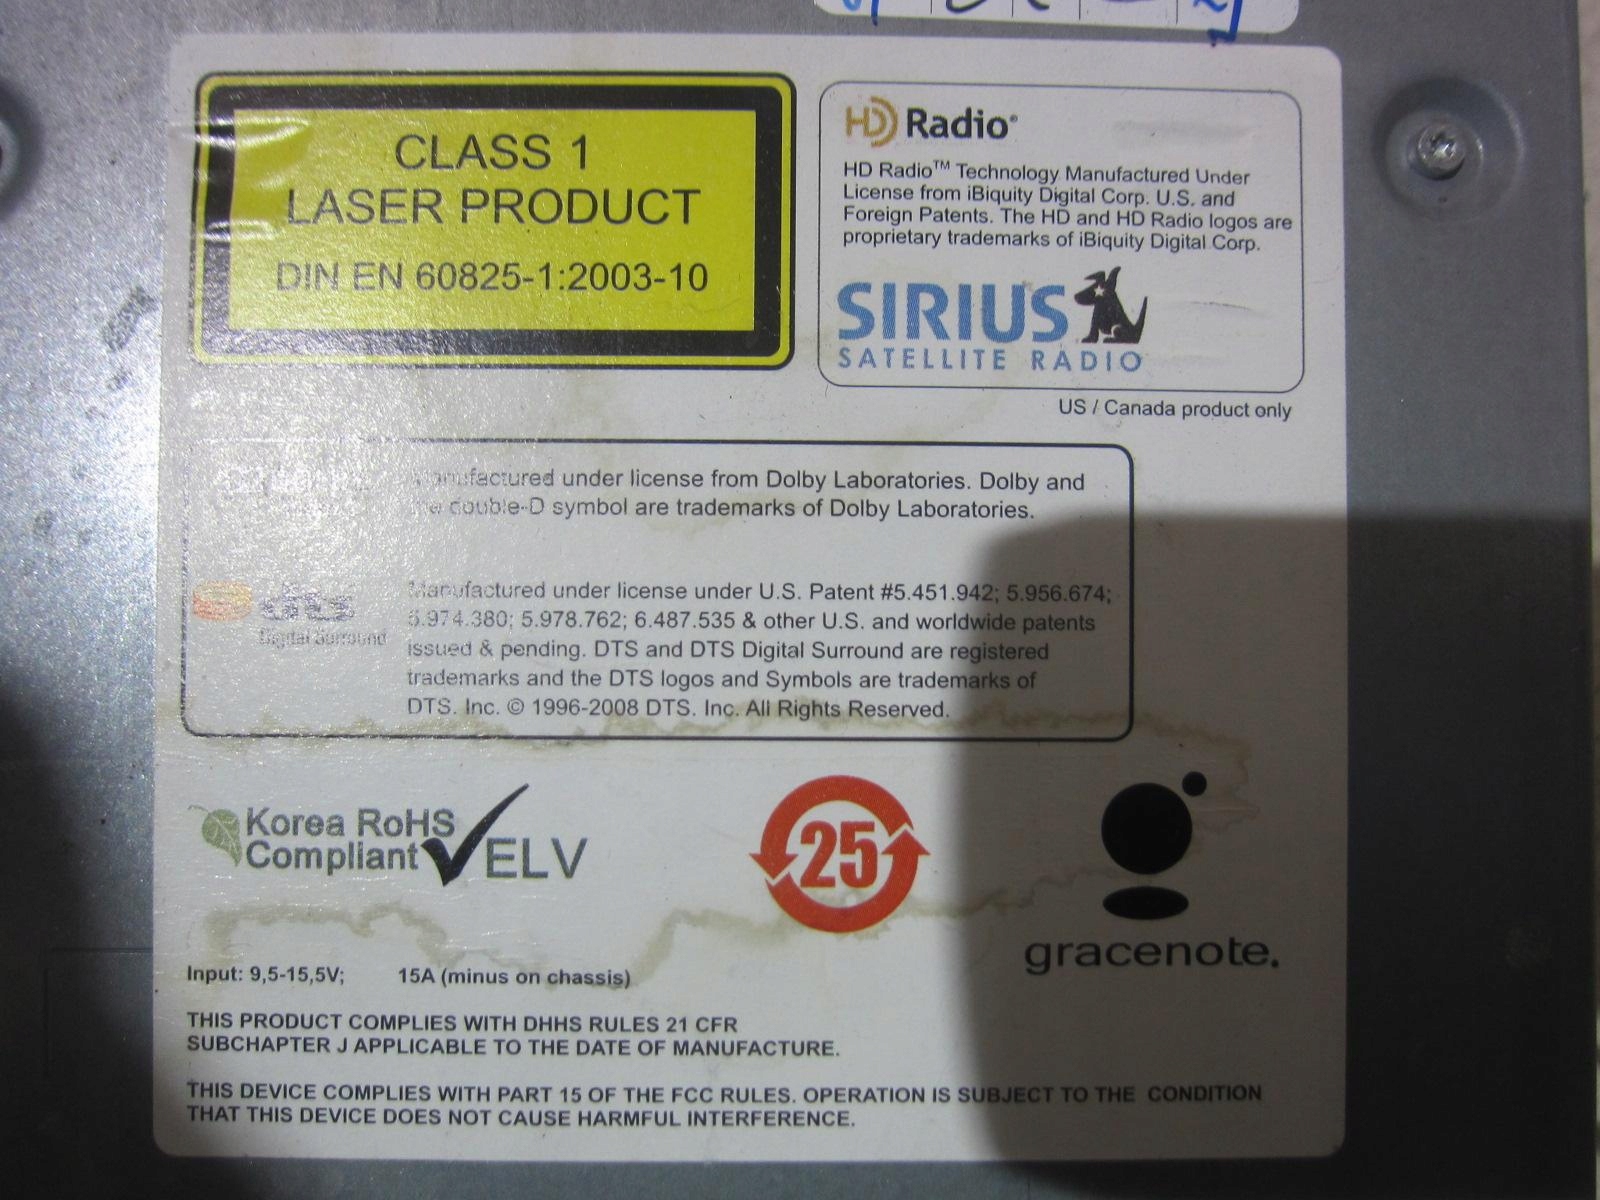 CLASS 1
LASER PRODUCT
DIN EN 60825-1:2003-10
HD Radio®
HD Radio™ Technology Manufactured Under
License from iBiquity Digital Corp. U.S. and
Foreign Patents. The HD and HD Radio logos are
proprietary trademarks of iBiquity Digital Corp.
SIRIUS
SATELLITE RADIO
US / Canada product only
Manufactured under license from Dolby Laboratories. Dolby and
the double-D symbol are trademarks of Dolby Laboratories.
dts
Digital Surround
Manufactured under license under U.S. Patent #5.451.942; 5.956.674;
5.974.380; 5.978.762; 6.487.535 & other U.S. and worldwide patents
issued & pending. DTS and DTS Digital Surround are registered
trademarks and the DTS logos and Symbols are trademarks of
DTS. Inc. © 1996-2008 DTS. Inc. All Rights Reserved.
Korea RoHS
Compliant
ELV
25
gracenote.
Input: 9,5-15,5V; 15A (minus on chassis)
THIS PRODUCT COMPLIES WITH DHHS RULES 21 CFR
SUBCHAPTER J APPLICABLE TO THE DATE OF MANUFACTURE.
THIS DEVICE COMPLIES WITH PART 15 OF THE FCC RULES. OPERATION IS SUBJECT TO THE CONDITION
THAT THIS DEVICE DOES NOT CAUSE HARMFUL INTERFERENCE.